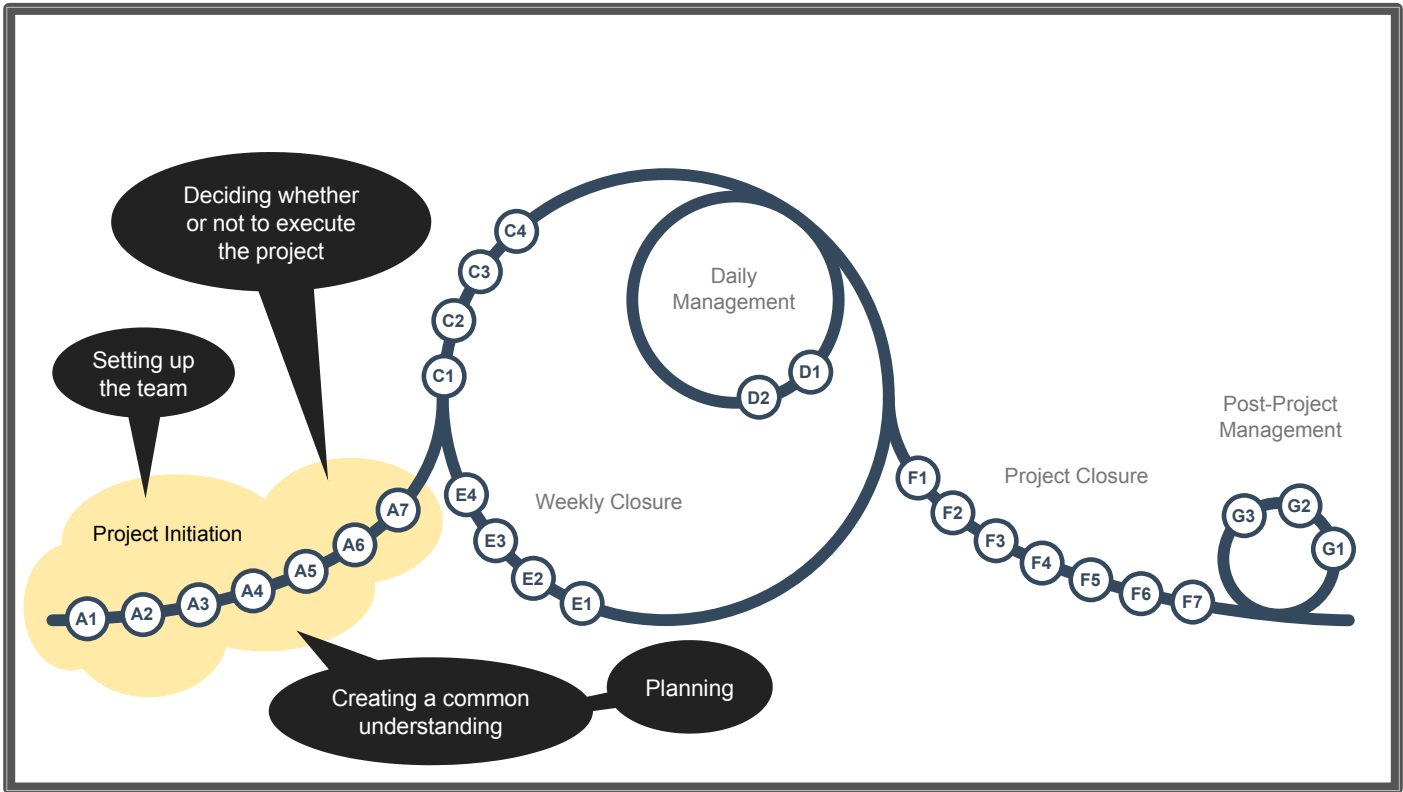 Deciding whether
or not to execute
the project
Setting up
the team
Project Initiation
A1
A2
A3
A4
A5
A6
A7
Creating a common
understanding
Planning
C1
C2
C3
C4
Daily
Management
D1
D2
Weekly Closure
E1
E2
E3
E4
Project Closure
F1
F2
F3
F4
F5
F6
F7
Post-Project
Management
G1
G2
G3